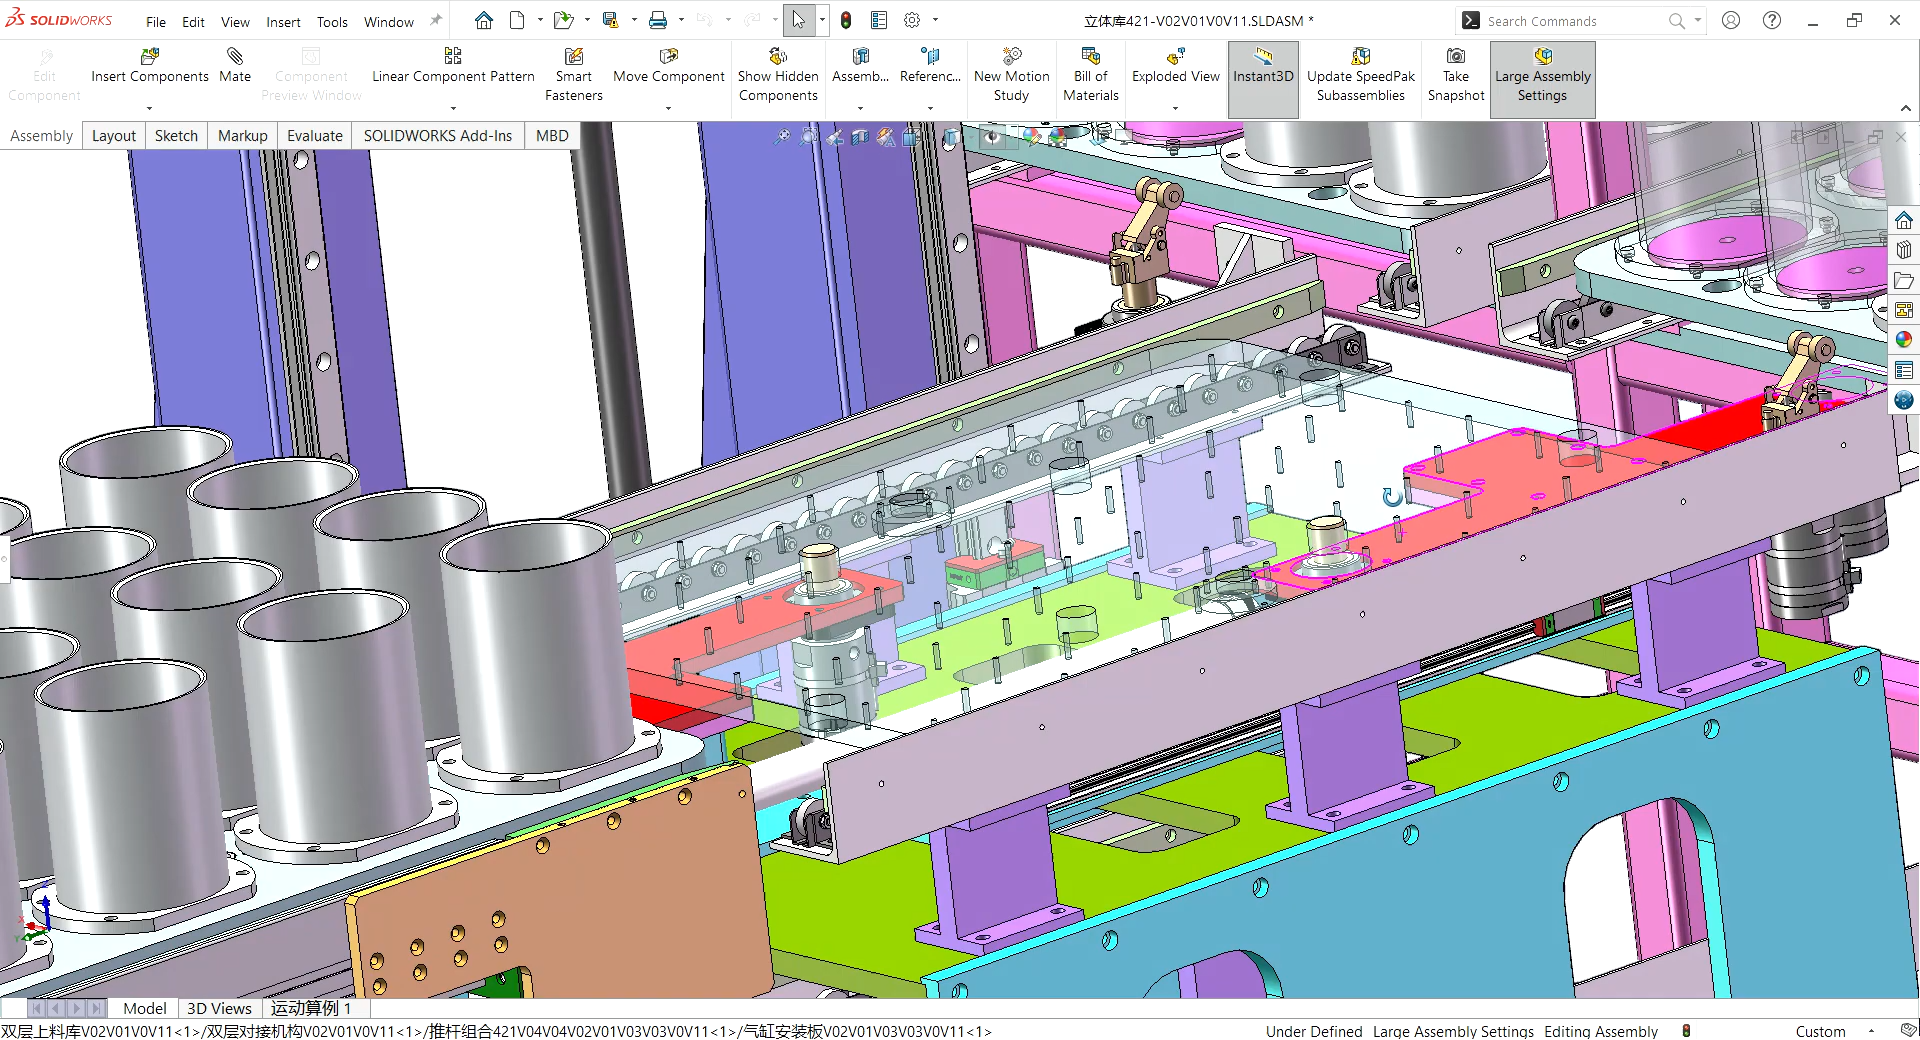 SOLIDWORKS File Edit View Insert Tools Window 立体库421-V02V01V0V11.SLDASM * Search Commands
Edit Component
Insert Components
Mate
Component Preview Window
Linear Component Pattern
Smart Fasteners
Move Component
Show Hidden Components
Assemb...
Referenc...
New Motion Study
Bill of Materials
Exploded View
Instant3D
Update SpeedPak Subassemblies
Take Snapshot
Large Assembly Settings
Assembly Layout Sketch Markup Evaluate SOLIDWORKS Add-Ins MBD
Model 3D Views 运动算例 1
双层上料库V02V01V0V11<1>/双层对接机构V02V01V0V11<1>/推杆组合421V04V04V02V01V03V03V0V11<1>/气缸安装板V02V01V03V03V0V11<1> Under Defined Large Assembly Settings Editing Assembly Custom